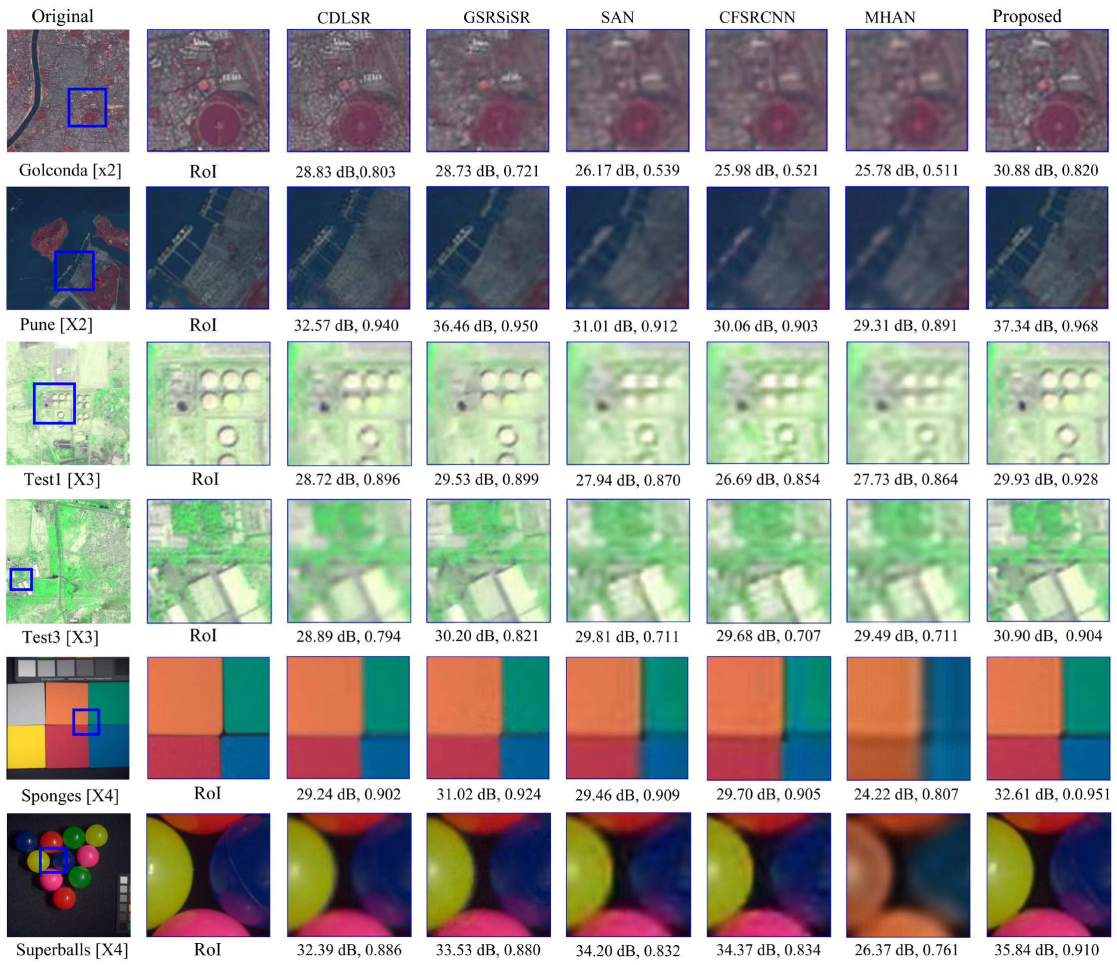 Original CDLSR GSRSiSR SAN CFSRCNN MHAN Proposed
Golconda [x2] RoI 28.83 dB,0.803 28.73 dB, 0.721 26.17 dB, 0.539 25.98 dB, 0.521 25.78 dB, 0.511 30.88 dB, 0.820
Pune [X2] RoI 32.57 dB, 0.940 36.46 dB, 0.950 31.01 dB, 0.912 30.06 dB, 0.903 29.31 dB, 0.891 37.34 dB, 0.968
Test1 [X3] RoI 28.72 dB, 0.896 29.53 dB, 0.899 27.94 dB, 0.870 26.69 dB, 0.854 27.73 dB, 0.864 29.93 dB, 0.928
Test3 [X3] RoI 28.89 dB, 0.794 30.20 dB, 0.821 29.81 dB, 0.711 29.68 dB, 0.707 29.49 dB, 0.711 30.90 dB, 0.904
Sponges [X4] RoI 29.24 dB, 0.902 31.02 dB, 0.924 29.46 dB, 0.909 29.70 dB, 0.905 24.22 dB, 0.807 32.61 dB, 0.0.951
Superballs [X4] RoI 32.39 dB, 0.886 33.53 dB, 0.880 34.20 dB, 0.832 34.37 dB, 0.834 26.37 dB, 0.761 35.84 dB, 0.910